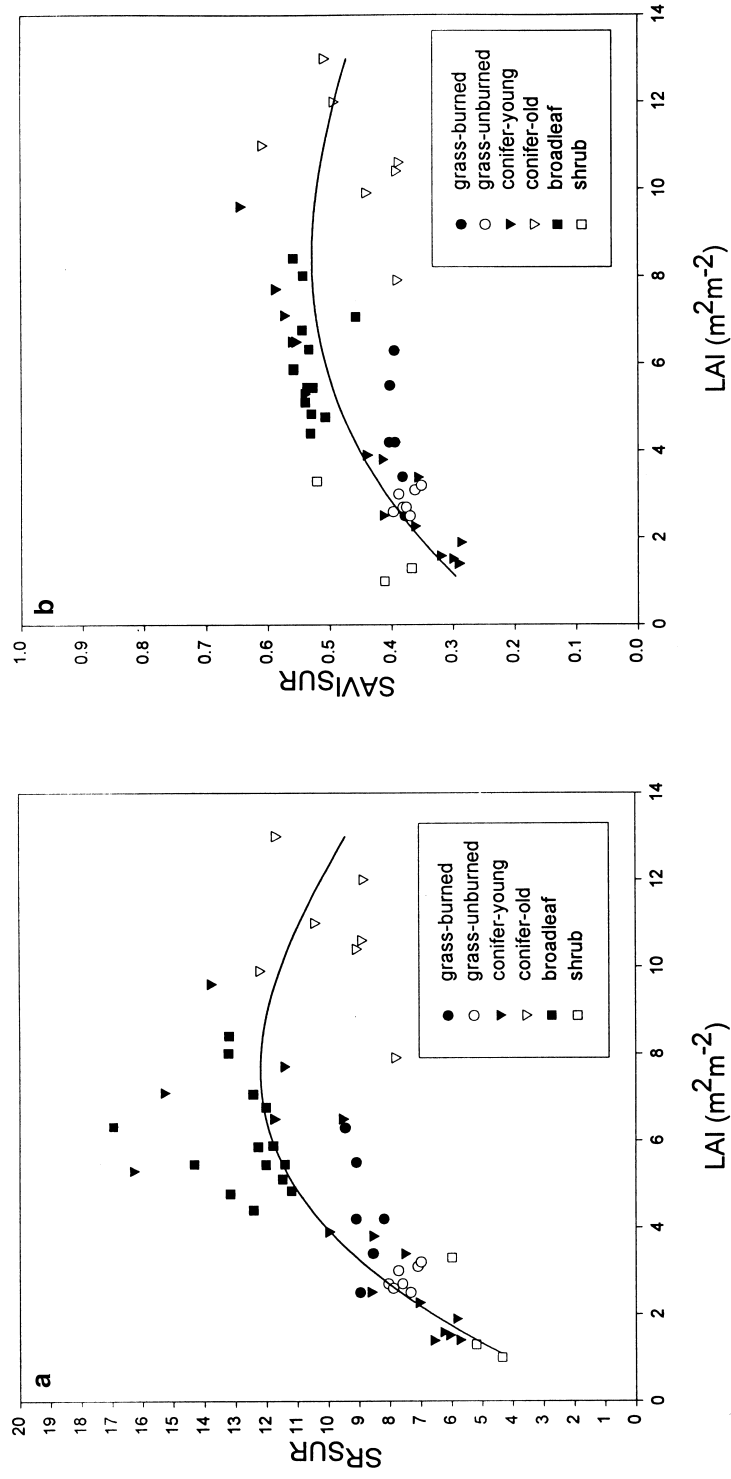 a
SRSUR
20
19
18
17
16
15
14
13
12
11
10
9
8
7
6
5
4
3
2
1
0
0
2
4
6
8
10
12
14
LAI (m²m⁻²)
grass-burned
grass-unburned
conifer-young
conifer-old
broadleaf
shrub
b
SAVISUR
1.0
0.9
0.8
0.7
0.6
0.5
0.4
0.3
0.2
0.1
0.0
0
2
4
6
8
10
12
14
LAI (m²m⁻²)
grass-burned
grass-unburned
conifer-young
conifer-old
broadleaf
shrub